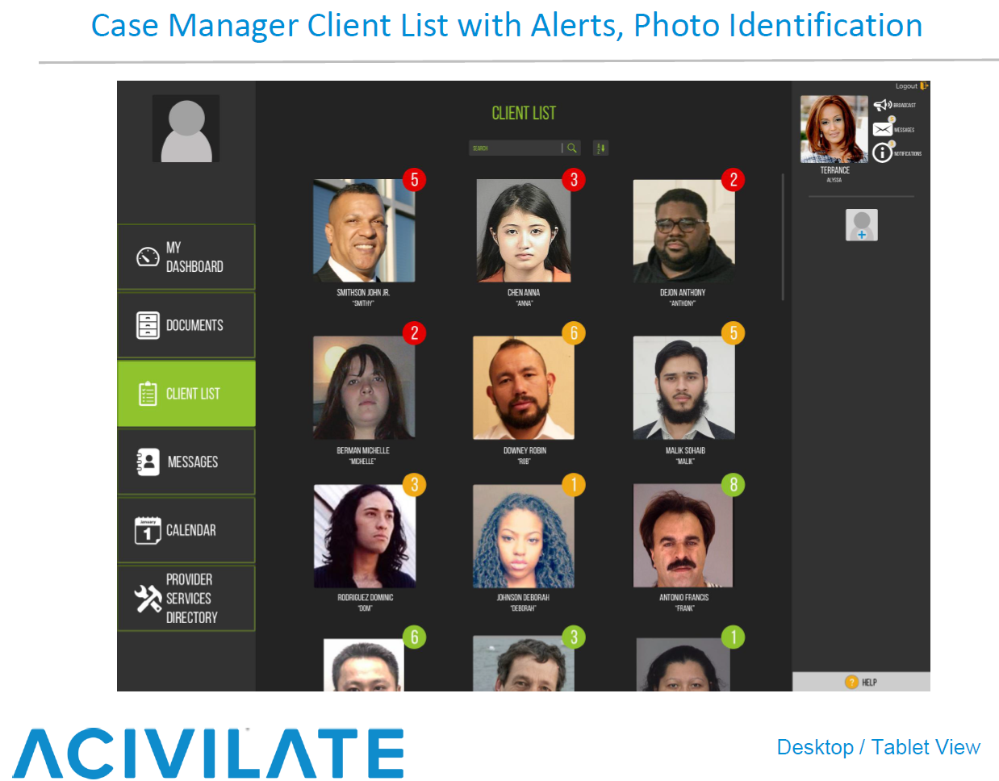 Case Manager Client List with Alerts, Photo Identification
Logout
CLIENT LIST
BROADCAST
SEARCH
MESSAGES
NOTIFICATIONS
TERRANCE
ALYSSA
5
3
2
SMITHSON JOHN JR.
"SMITHY"
CHEN ANNA
"ANNA"
DEJON ANTHONY
"ANTHONY"
MY
DASHBOARD
DOCUMENTS
CLIENT LIST
MESSAGES
January
1
CALENDAR
PROVIDER
SERVICES
DIRECTORY
2
6
5
BERMAN MICHELLE
"MICHELLE"
DOWNEY ROBIN
"ROB"
MALIK SOHAIB
"MALIK"
3
1
8
RODRIGUEZ DOMINIC
"DOM"
JOHNSON DEBORAH
"DEBORAH"
ANTONIO FRANCIS
"FRANK"
6
3
1
? HELP
ACIVILATE
Desktop / Tablet View